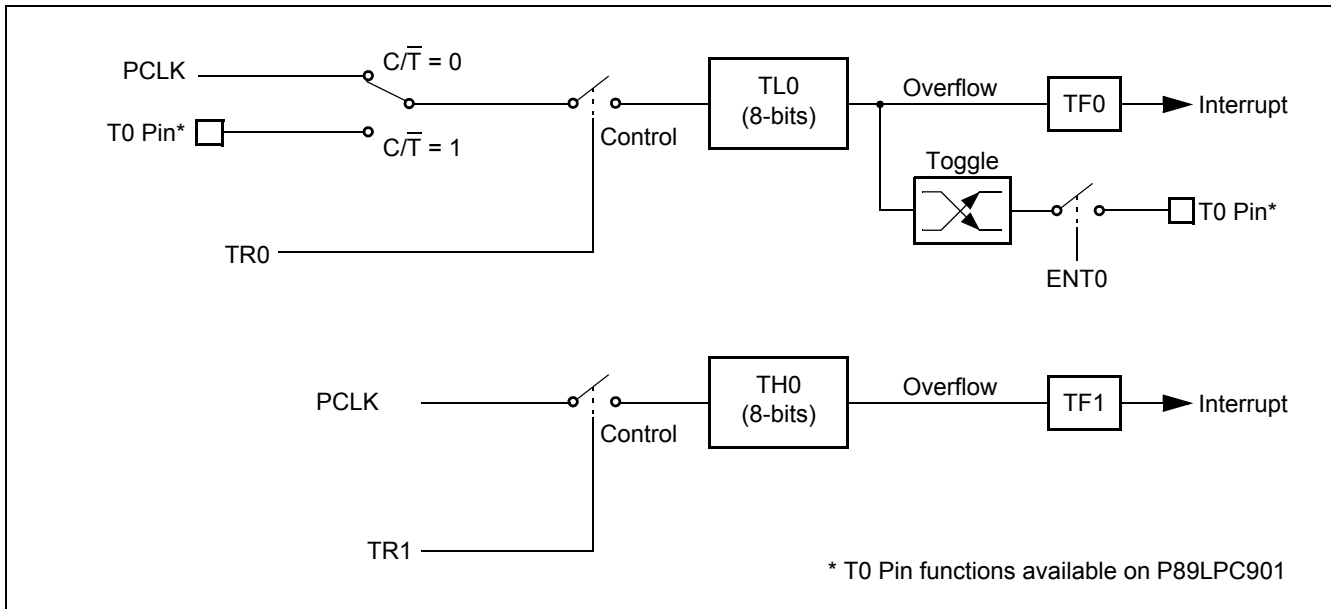 PCLK
C/T̅ = 0
T0 Pin*
C/T̅ = 1
Control
TR0
TL0
(8-bits)
Overflow
TF0
Interrupt
Toggle
T0 Pin*
ENT0
PCLK
Control
TR1
TH0
(8-bits)
Overflow
TF1
Interrupt
* T0 Pin functions available on P89LPC901